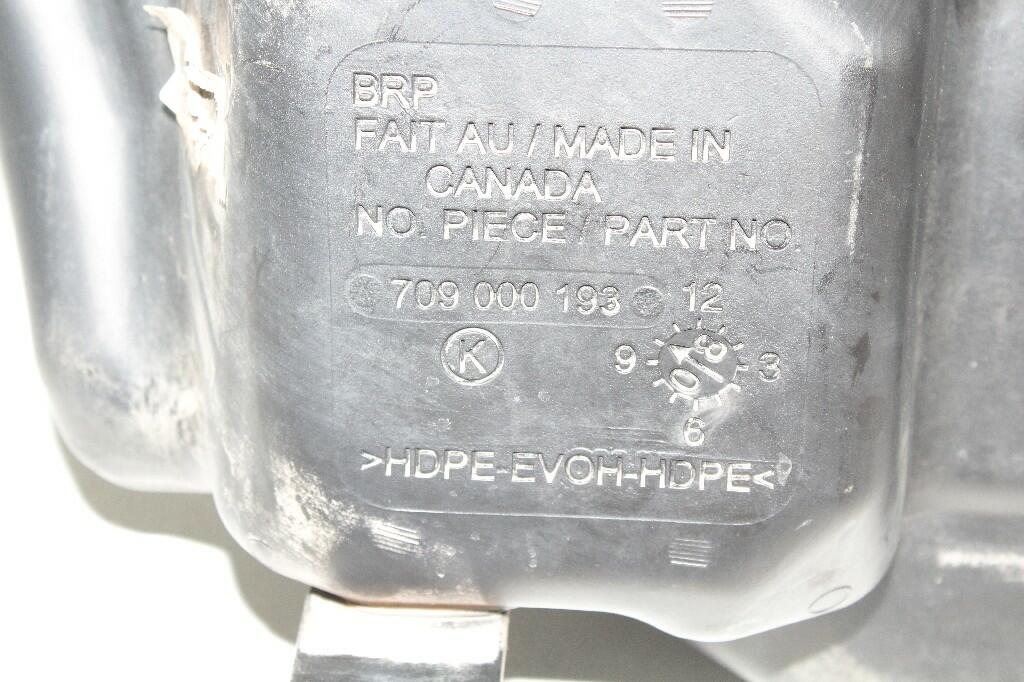 BRP
FAIT AU / MADE IN
CANADA
NO. PIECE / PART NO.
709 000 193
12
9 08 3
6
K
>HDPE-EVOH-HDPE<